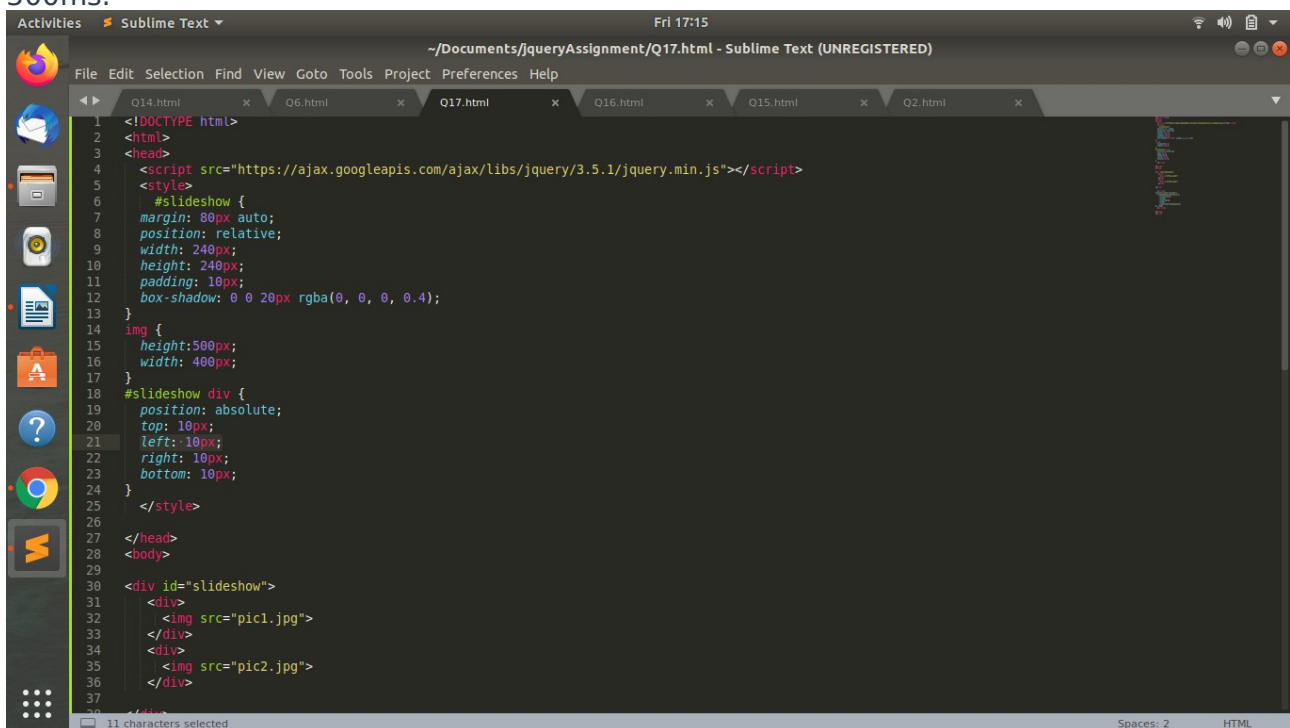 500ms.
Activities Sublime Text Fri 17:15
~/Documents/jqueryAssignment/Q17.html - Sublime Text (UNREGISTERED)
File Edit Selection Find View Goto Tools Project Preferences Help
Q14.html × Q6.html × Q17.html × Q16.html × Q15.html × Q2.html ×
1 <!DOCTYPE html>
2 <html>
3 <head>
4 <script src="https://ajax.googleapis.com/ajax/libs/jquery/3.5.1/jquery.min.js"></script>
5 <style>
6 #slideshow {
7 margin: 80px auto;
8 position: relative;
9 width: 240px;
10 height: 240px;
11 padding: 10px;
12 box-shadow: 0 0 20px rgba(0, 0, 0, 0.4);
13 }
14 img {
15 height:500px;
16 width: 400px;
17 }
18 #slideshow div {
19 position: absolute;
20 top: 10px;
21 left: 10px;
22 right: 10px;
23 bottom: 10px;
24 }
25 </style>
26
27 </head>
28 <body>
29
30 <div id="slideshow">
31 <div>
32 <img src="pic1.jpg">
33 </div>
34 <div>
35 <img src="pic2.jpg">
36 </div>
37
38 </div>
11 characters selected Spaces: 2 HTML